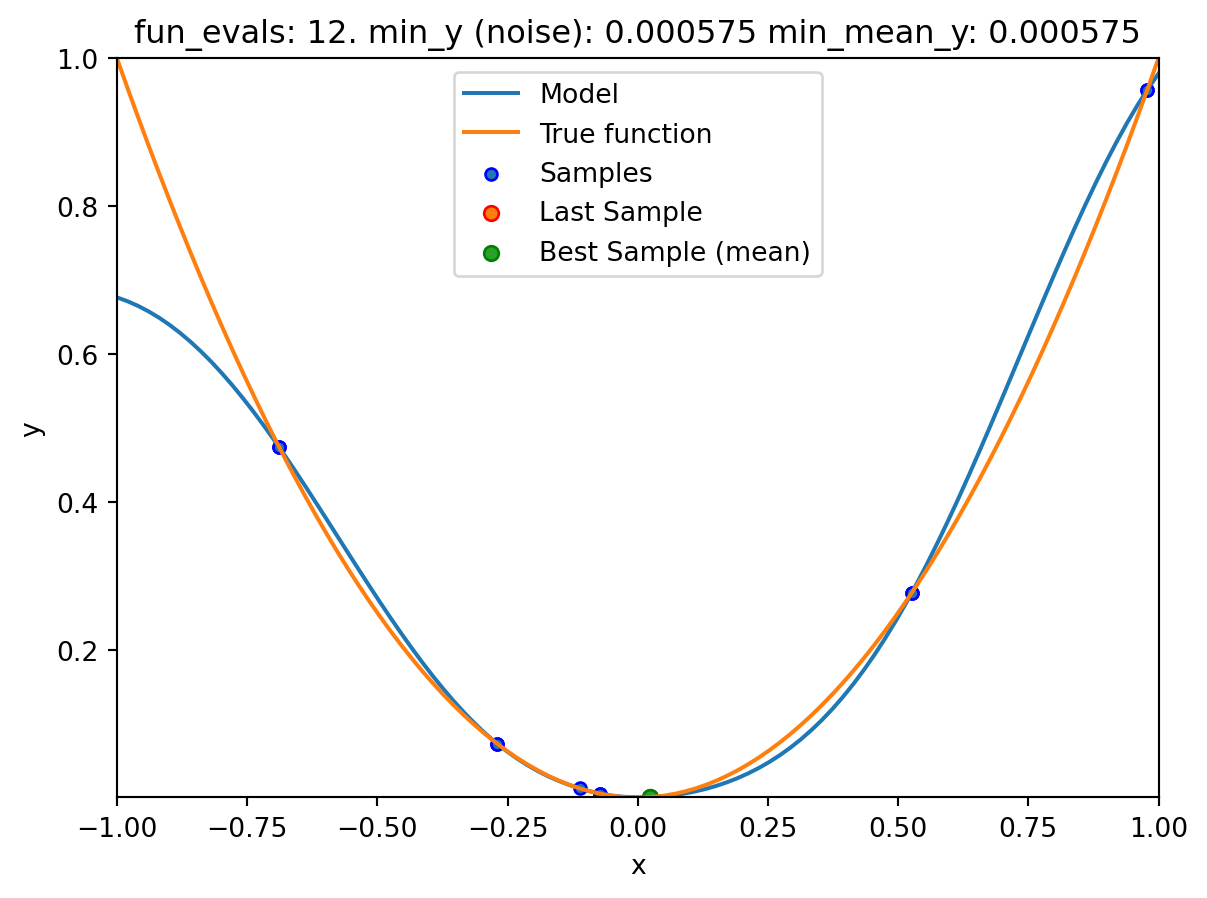 fun_evals: 12. min_y (noise): 0.000575 min_mean_y: 0.000575
Model
True function
Samples
Last Sample
Best Sample (mean)
y
1.0
0.8
0.6
0.4
0.2
−1.00 −0.75 −0.50 −0.25 0.00 0.25 0.50 0.75 1.00
x